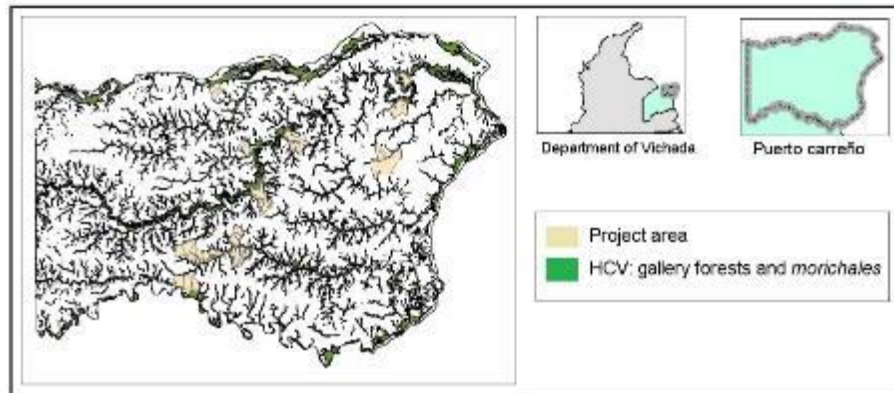 Department of Vichada
Puerto carreño
Project area
HCV: gallery forests and morichales